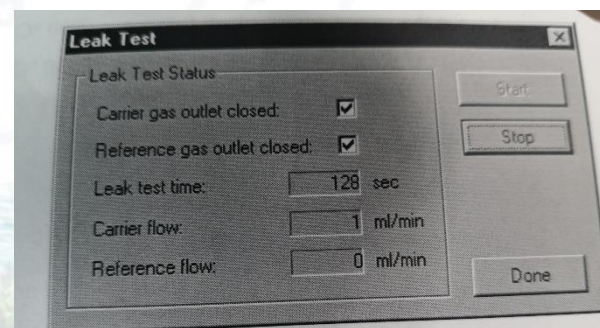 Leak Test
Leak Test Status
Carrier gas outlet closed:
Reference gas outlet closed:
Leak test time: 128 sec
Carrier flow: 1 ml/min
Reference flow: 0 ml/min
Start
Stop
Done